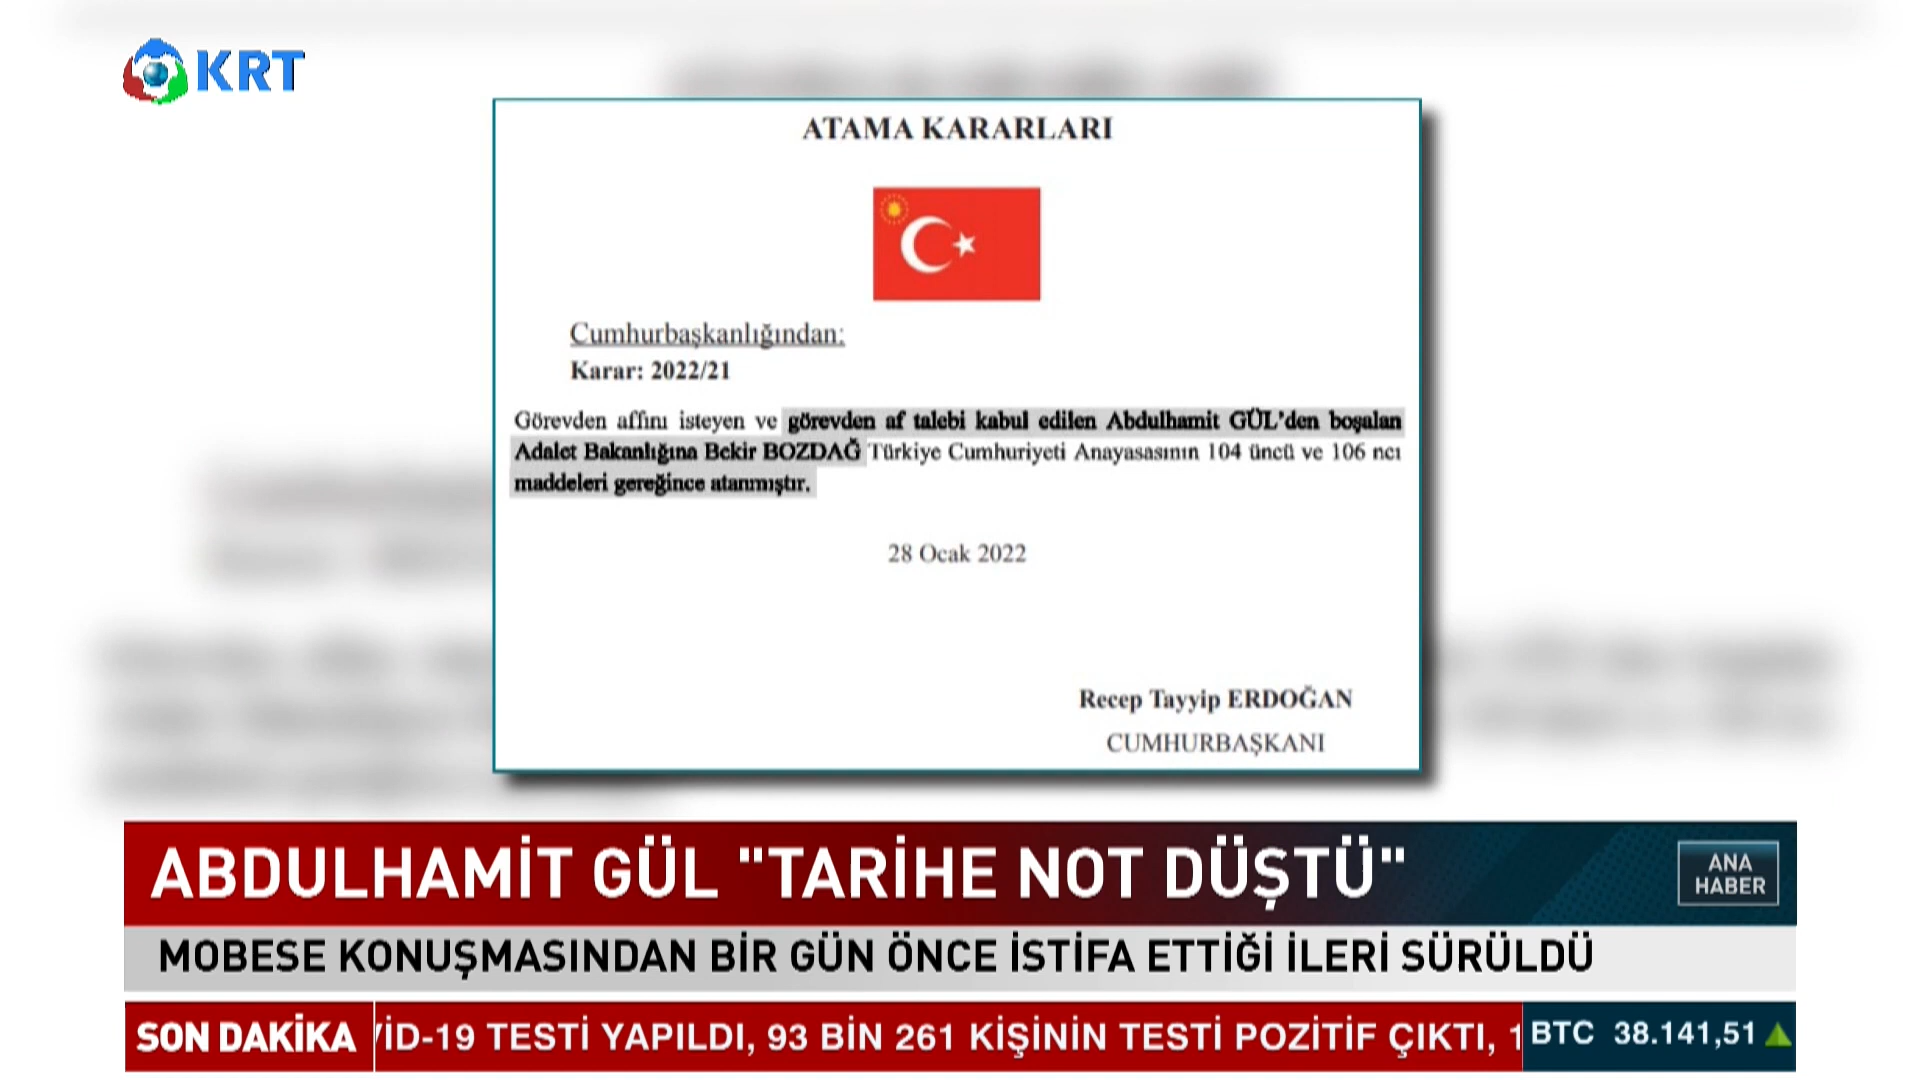 KRT
ATAMA KARARLARI
Cumhurbaşkanlığından:
Karar: 2022/21
Görevden affını isteyen ve görevden af talebi kabul edilen Abdulhamit GÜL'den boşalan
Adalet Bakanlığına Bekir BOZDAĞ Türkiye Cumhuriyeti Anayasasının 104 üncü ve 106 ncı
maddeleri gereğince atanmıştır.
28 Ocak 2022
Recep Tayyip ERDOĞAN
CUMHURBAŞKANI
ABDULHAMİT GÜL "TARİHE NOT DÜŞTÜ"
ANA
HABER
MOBESE KONUŞMASINDAN BİR GÜN ÖNCE İSTİFA ETTİĞİ İLERİ SÜRÜLDÜ
SON DAKİKA
VİD-19 TESTİ YAPILDI, 93 BİN 261 KİŞİNİN TESTİ POZİTİF ÇIKTI, 1
BTC 38.141,51